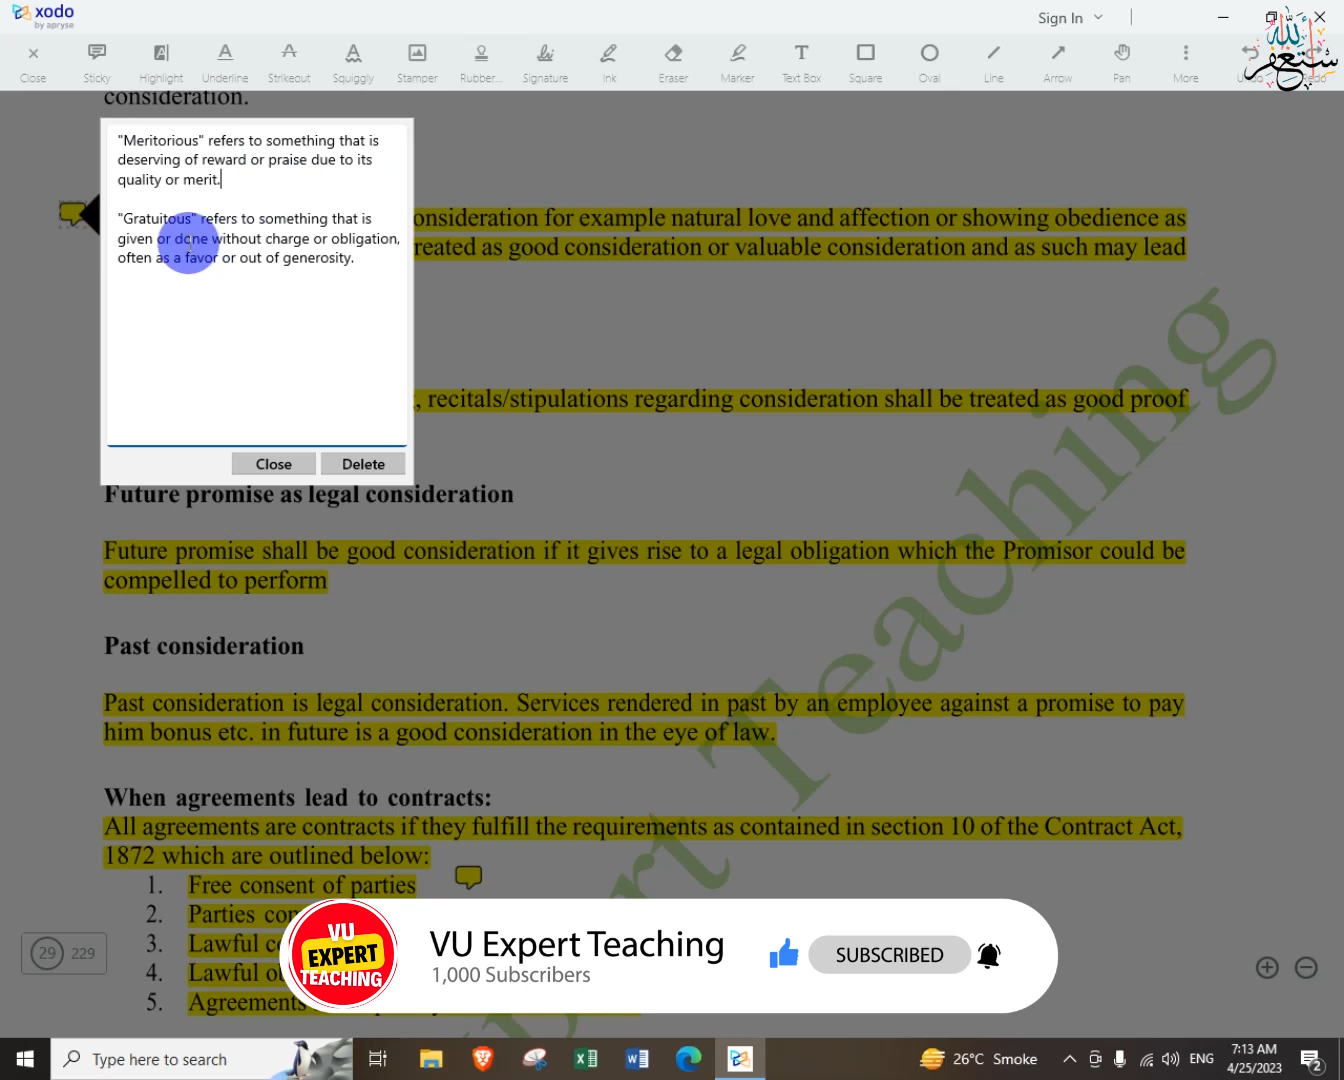 xodo
by apryse
Sign In
Close
Sticky
Highlight
Underline
Strikeout
Squiggly
Stamper
Rubber...
Signature
Ink
Eraser
Marker
Text Box
Square
Oval
Line
Arrow
Pan
More
consideration.
"Meritorious" refers to something that is
deserving of reward or praise due to its
quality or merit.
"Gratuitous" refers to something that is
given or done without charge or obligation,
often as a favor or out of generosity.
Close
Delete
onsideration for example natural love and affection or showing obedience as
reated as good consideration or valuable consideration and as such may lead
, recitals/stipulations regarding consideration shall be treated as good proof
Future promise as legal consideration
Future promise shall be good consideration if it gives rise to a legal obligation which the Promisor could be
compelled to perform
Past consideration
Past consideration is legal consideration. Services rendered in past by an employee against a promise to pay
him bonus etc. in future is a good consideration in the eye of law.
When agreements lead to contracts:
All agreements are contracts if they fulfill the requirements as contained in section 10 of the Contract Act,
1872 which are outlined below:
1. Free consent of parties
2. Parties
3. Lawful
4. Lawful
5. Agreements
29 229
VU
EXPERT
TEACHING
VU Expert Teaching
1,000 Subscribers
SUBSCRIBED
Teaching
Type here to search
26°C Smoke
ENG
7:13 AM
4/25/2023
2